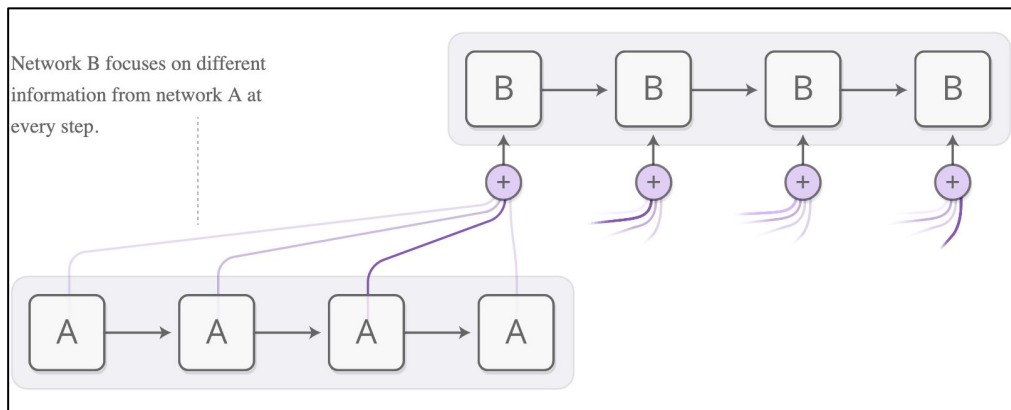 Network B focuses on different
information from network A at
every step.
B B B B
+ + + +
A A A A